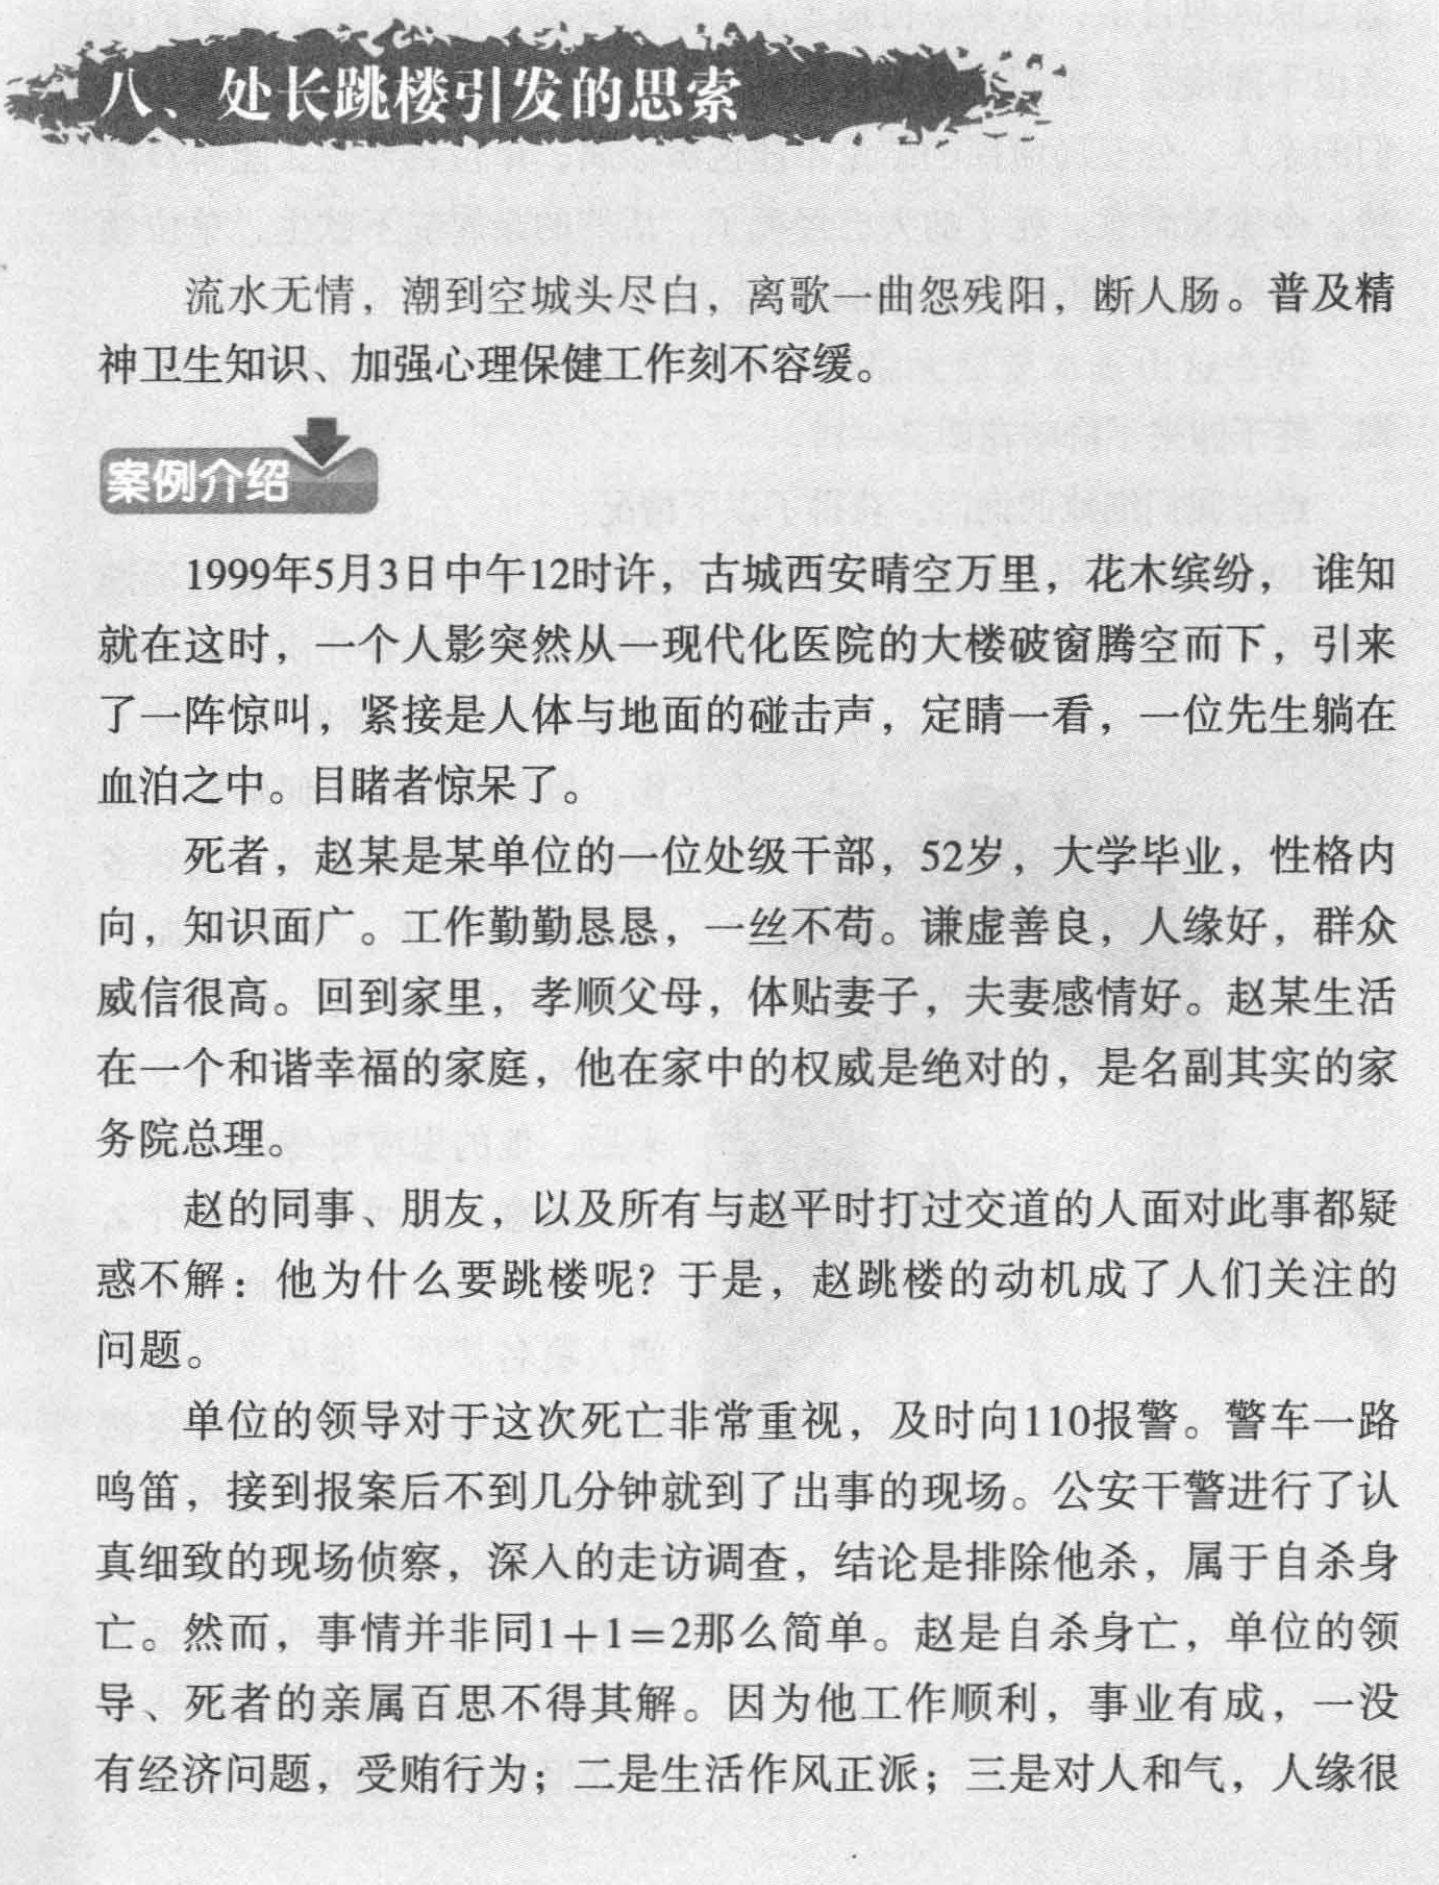 八、处长跳楼引发的思索
流水无情，潮到空城头尽白，离歌一曲怨残阳，断人肠。普及精
神卫生知识、加强心理保健工作刻不容缓。
案例介绍
1999年5月3日中午12时许，古城西安晴空万里，花木缤纷， 谁知
就在这时，一个人影突然从一现代化医院的大楼破窗腾空而下，引来
了一阵惊叫，紧接是人体与地面的碰击声，定睛一看，一位先生躺在
血泊之中。目睹者惊呆了。
死者，赵某是某单位的一位处级干部，52岁，大学毕业，性格内
向，知识面广。工作勤勤恳恳，一丝不苟。谦虚善良，人缘好，群众
威信很高。回到家里，孝顺父母，体贴妻子，夫妻感情好。赵某生活
在一个和谐幸福的家庭，他在家中的权威是绝对的，是名副其实的家
务院总理。
赵的同事、朋友，以及所有与赵平时打过交道的人面对此事都疑
惑不解：他为什么要跳楼呢？于是，赵跳楼的动机成了人们关注的
问题。
单位的领导对于这次死亡非常重视，及时向110报警。警车一路
鸣笛，接到报案后不到几分钟就到了出事的现场。公安干警进行了认
真细致的现场侦察，深入的走访调查，结论是排除他杀，属于自杀身
亡。然而，事情并非同1＋1＝2那么简单。赵是自杀身亡，单位的领
导、死者的亲属百思不得其解。因为他工作顺利，事业有成，一没
有经济问题，受贿行为；二是生活作风正派；三是对人和气，人缘很